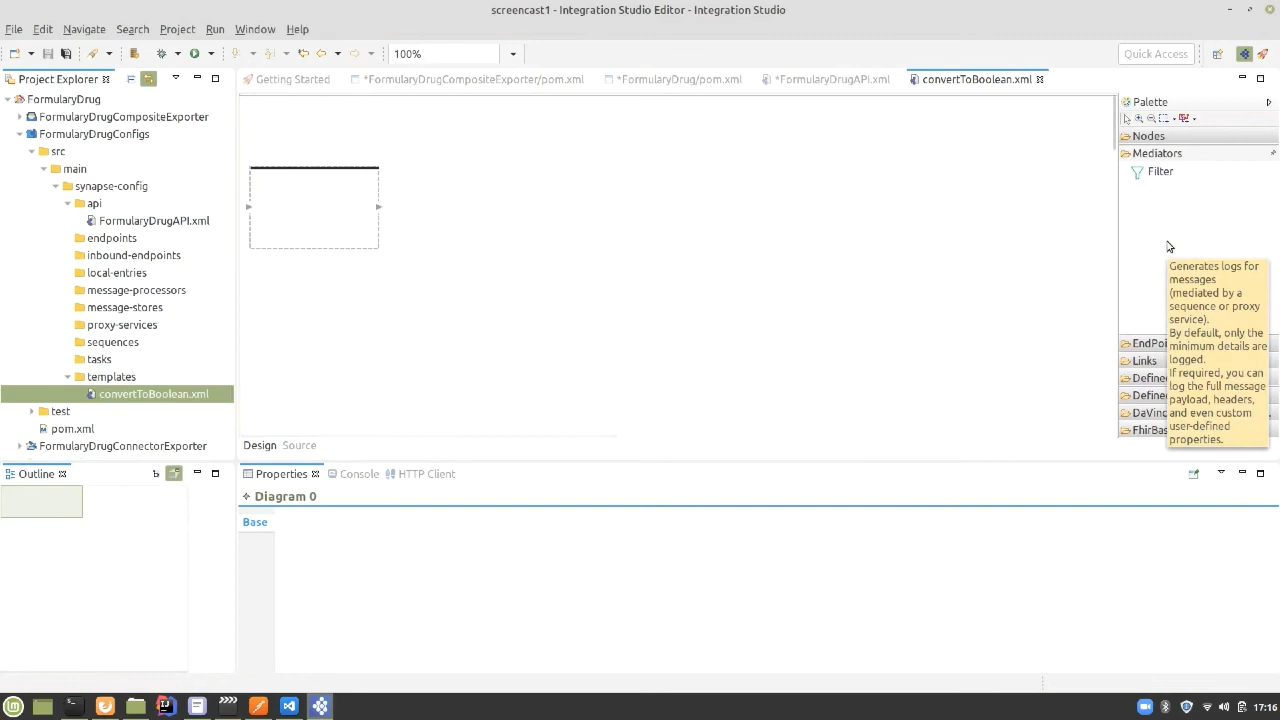 screencast1 - Integration Studio Editor - Integration Studio
File Edit Navigate Search Project Run Window Help
100%
Quick Access
Project Explorer
Getting Started
*FormularyDrugCompositeExporter/pom.xml
*FormularyDrug/pom.xml
*FormularyDrugAPI.xml
convertToBoolean.xml
FormularyDrug
FormularyDrugCompositeExporter
FormularyDrugConfigs
src
main
synapse-config
api
FormularyDrugAPI.xml
endpoints
inbound-endpoints
local-entries
message-processors
message-stores
proxy-services
sequences
tasks
templates
convertToBoolean.xml
test
pom.xml
FormularyDrugConnectorExporter
Palette
Nodes
Mediators
Filter
Generates logs for
messages
(mediated by a
sequence or proxy
service).
By default, only the
minimum details are
logged.
If required, you can
log the full message
payload, headers,
and even custom
user-defined
properties.
EndPoi
Links
Define
Define
DaVinc
FhirBas
Design Source
Outline
Properties
Console
HTTP Client
Diagram 0
Base
17:16